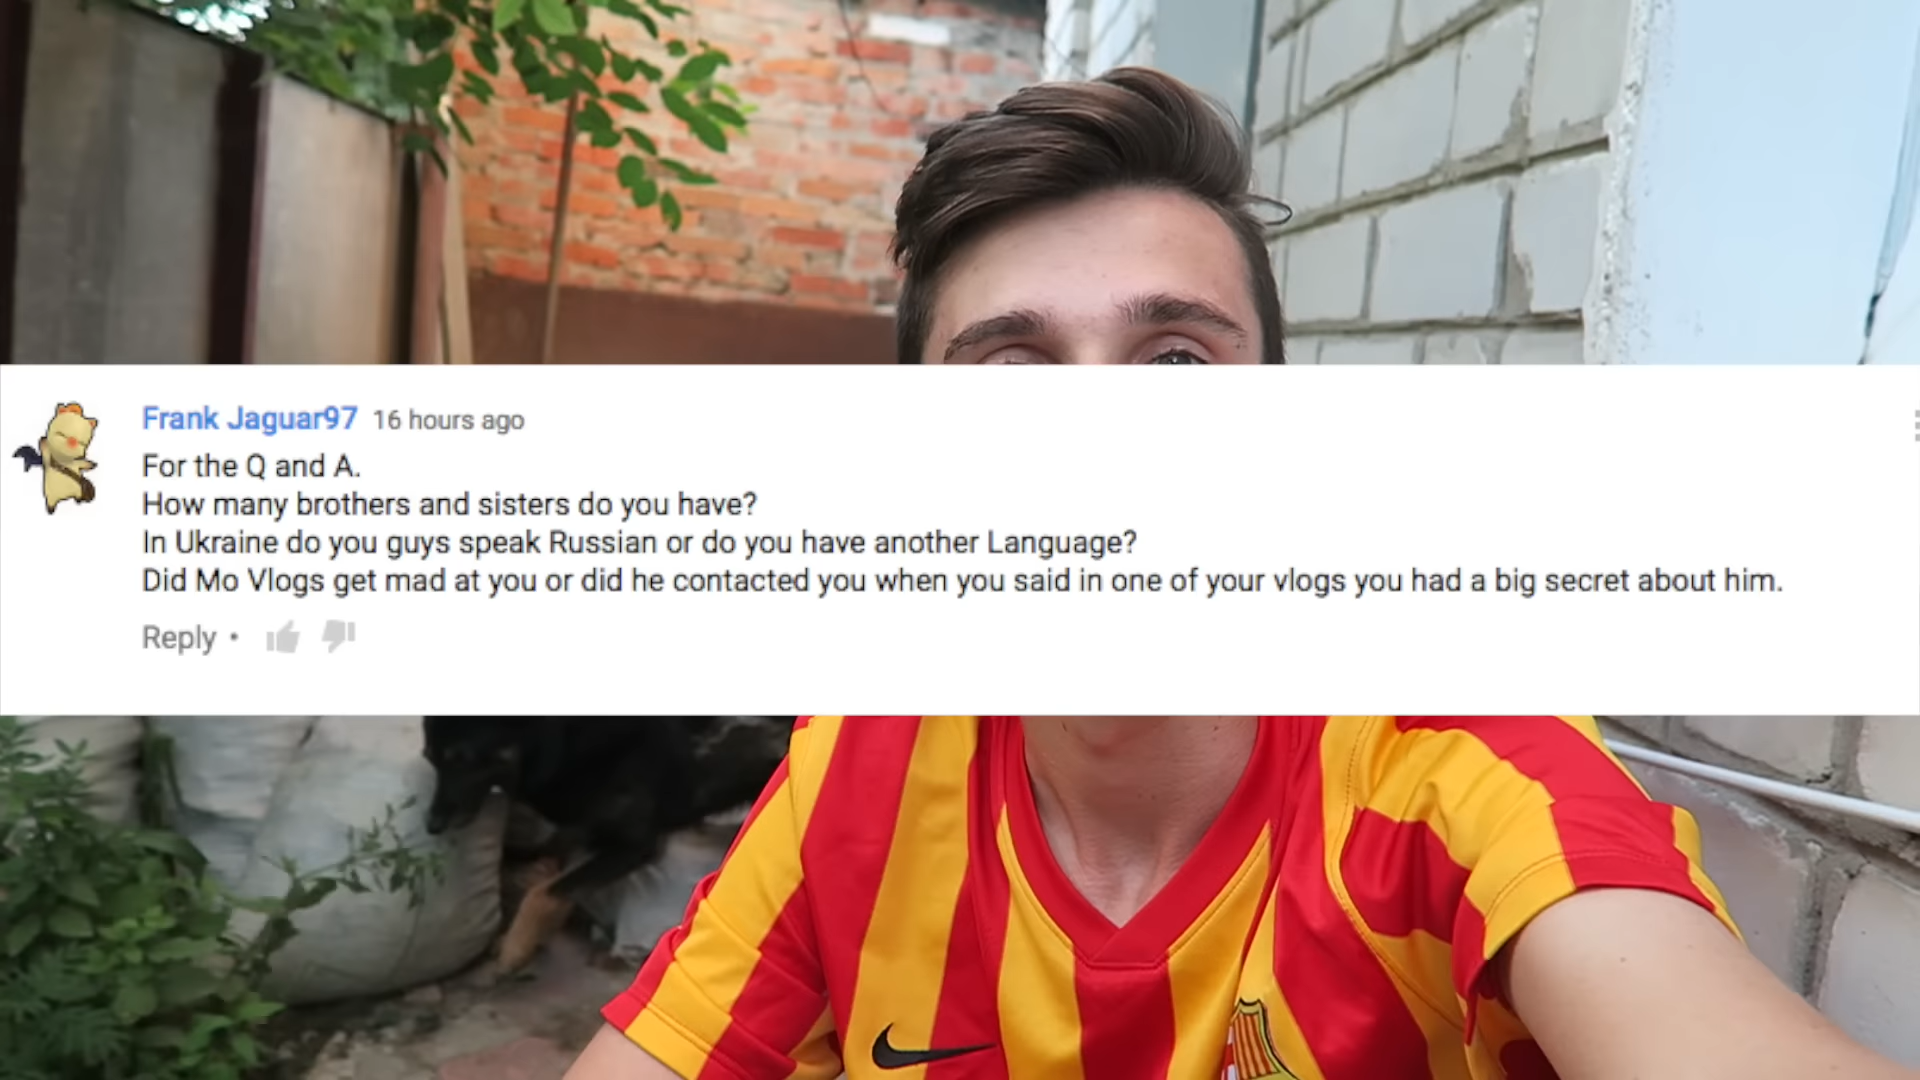 Frank Jaguar97 16 hours ago
For the Q and A.
How many brothers and sisters do you have?
In Ukraine do you guys speak Russian or do you have another Language?
Did Mo Vlogs get mad at you or did he contacted you when you said in one of your vlogs you had a big secret about him.
Reply •